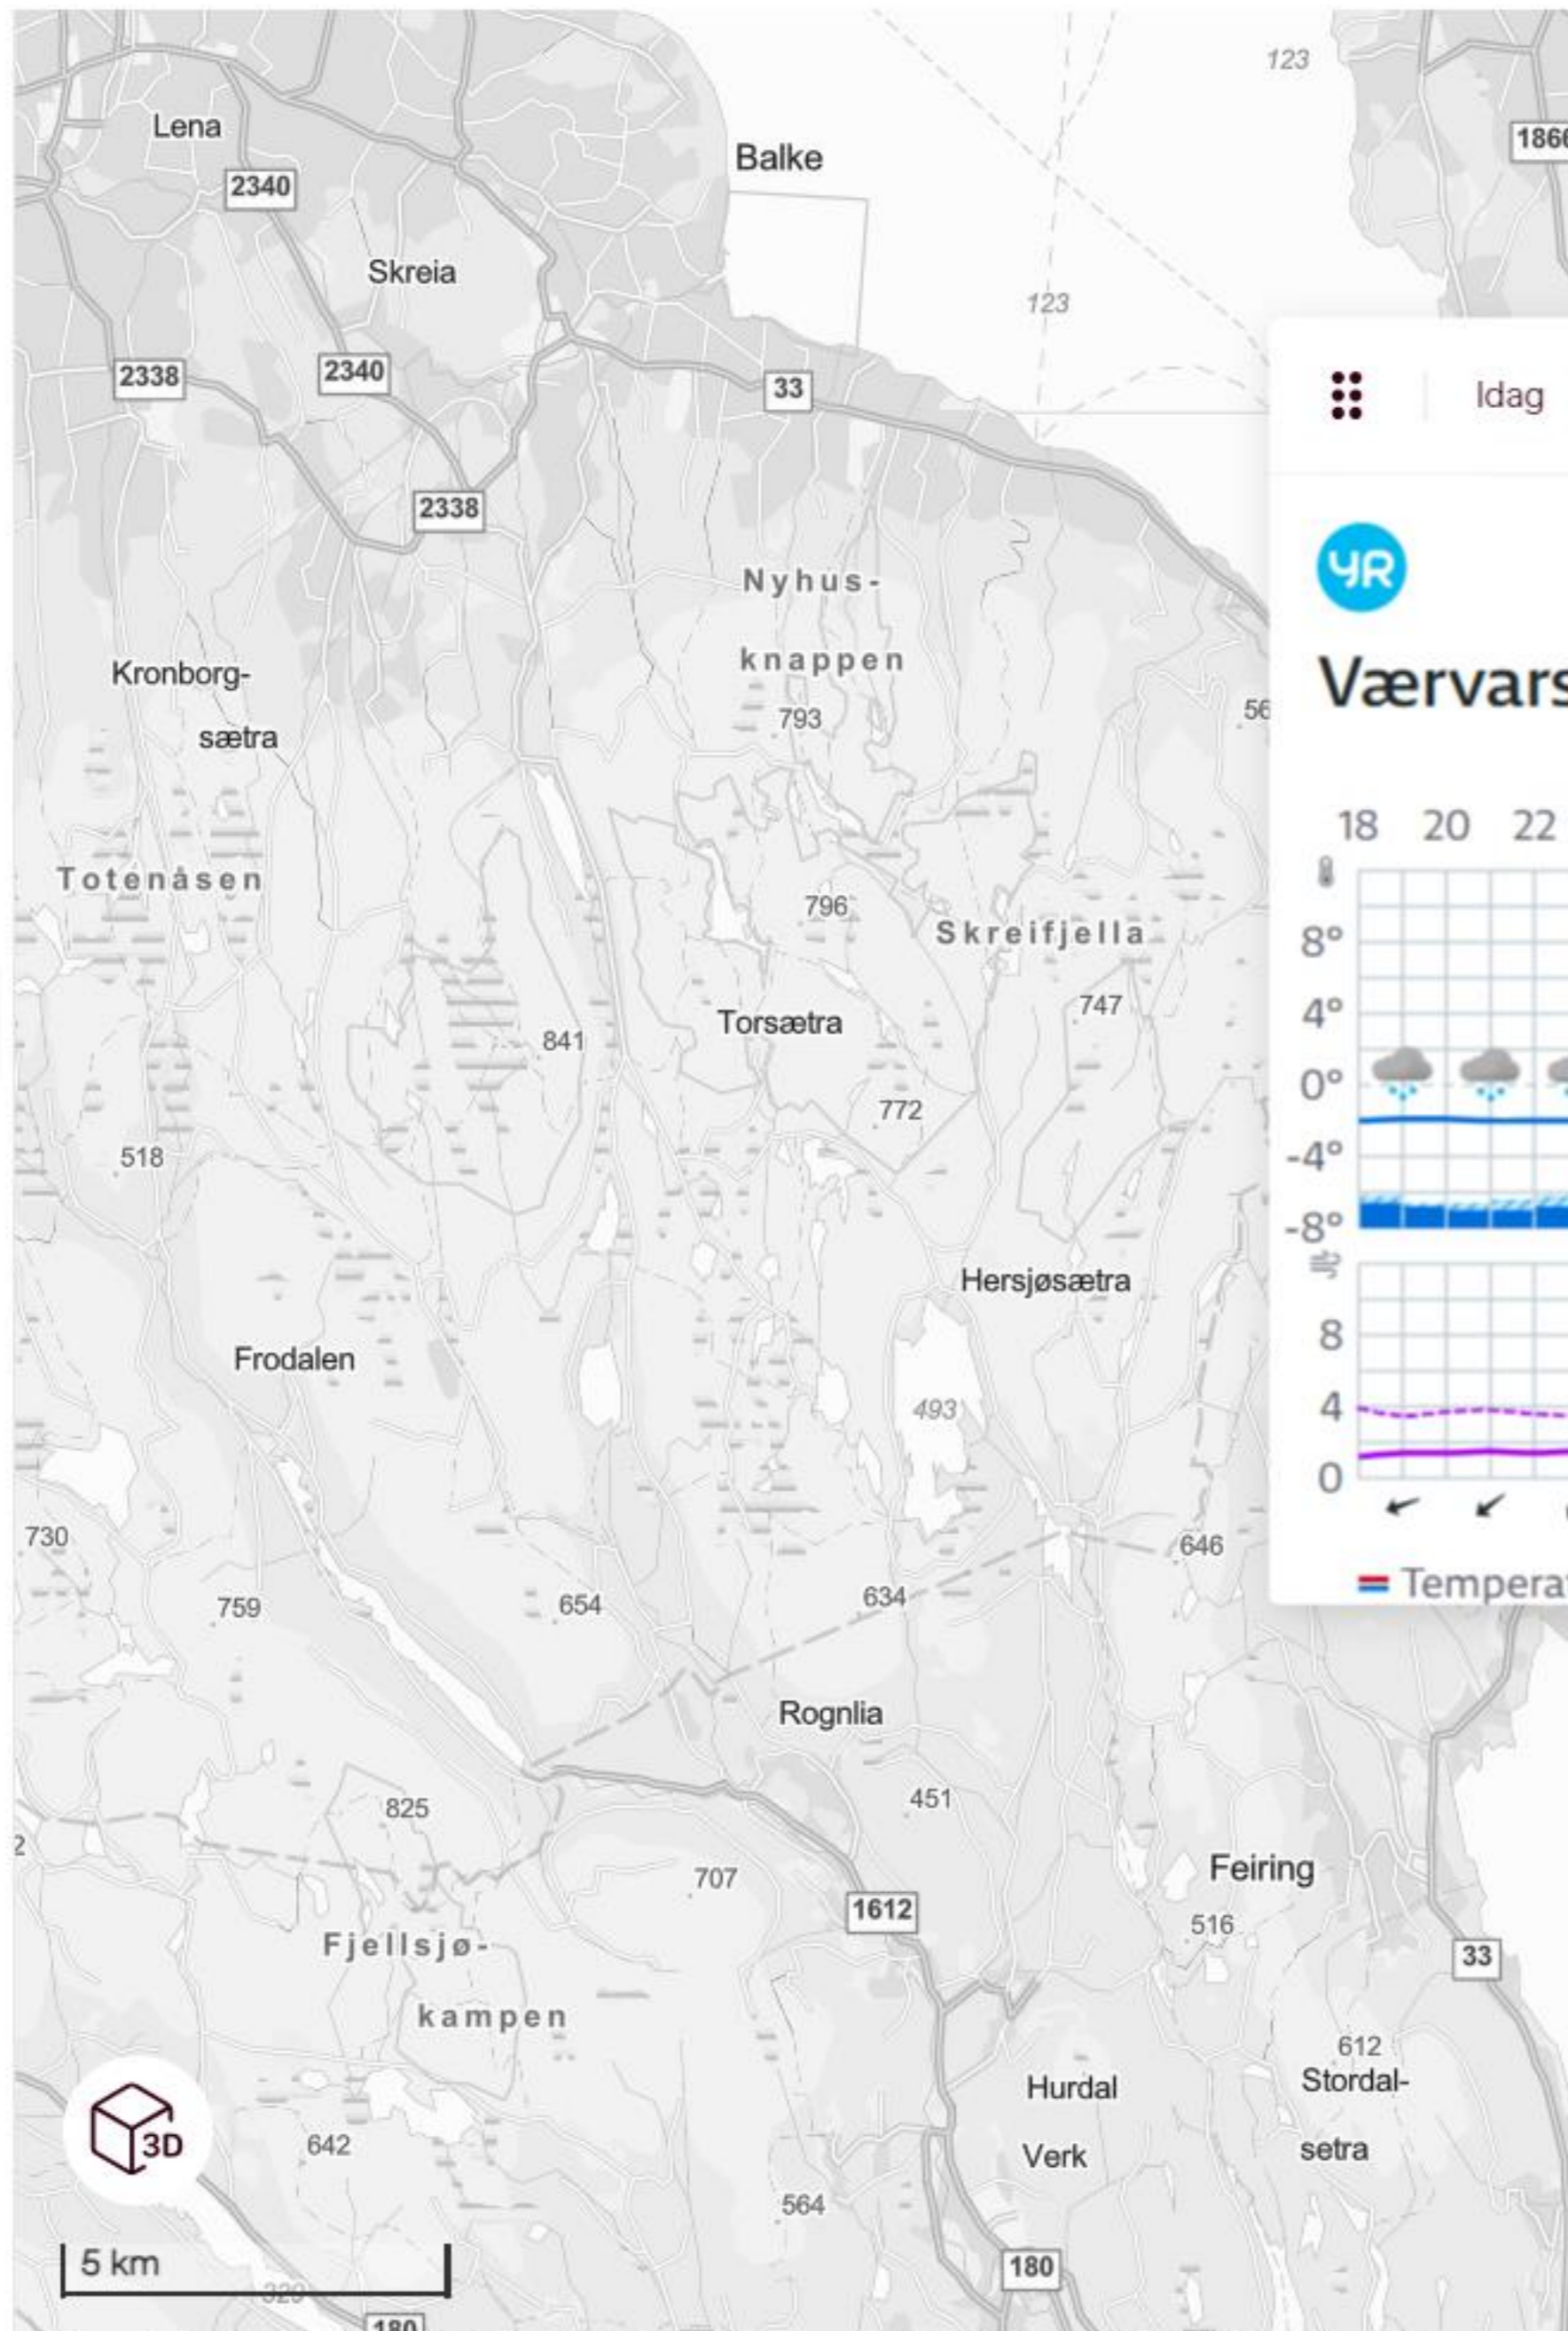 123
1866
Lena
Balke
2340
Skreia
123
2338
2340
33
Idag
2338
YR
Nyhus-
knappen
Kronborg-
793
Værvars
sætra
56
18 20 22
Totenåsen
796
Skreifjella
8°
747
4°
Torsætra
841
0°
772
-4°
518
-8°
Hersjøsætra
8
Frodalen
493
4
0
730
646
759
654
634
Temperat
Rognlia
825
451
2
707
Feiring
1612
516
Fjellsjø-
33
kampen
612
Hurdal
Stordal-
3D
642
Verk
setra
564
5 km
180
329
180